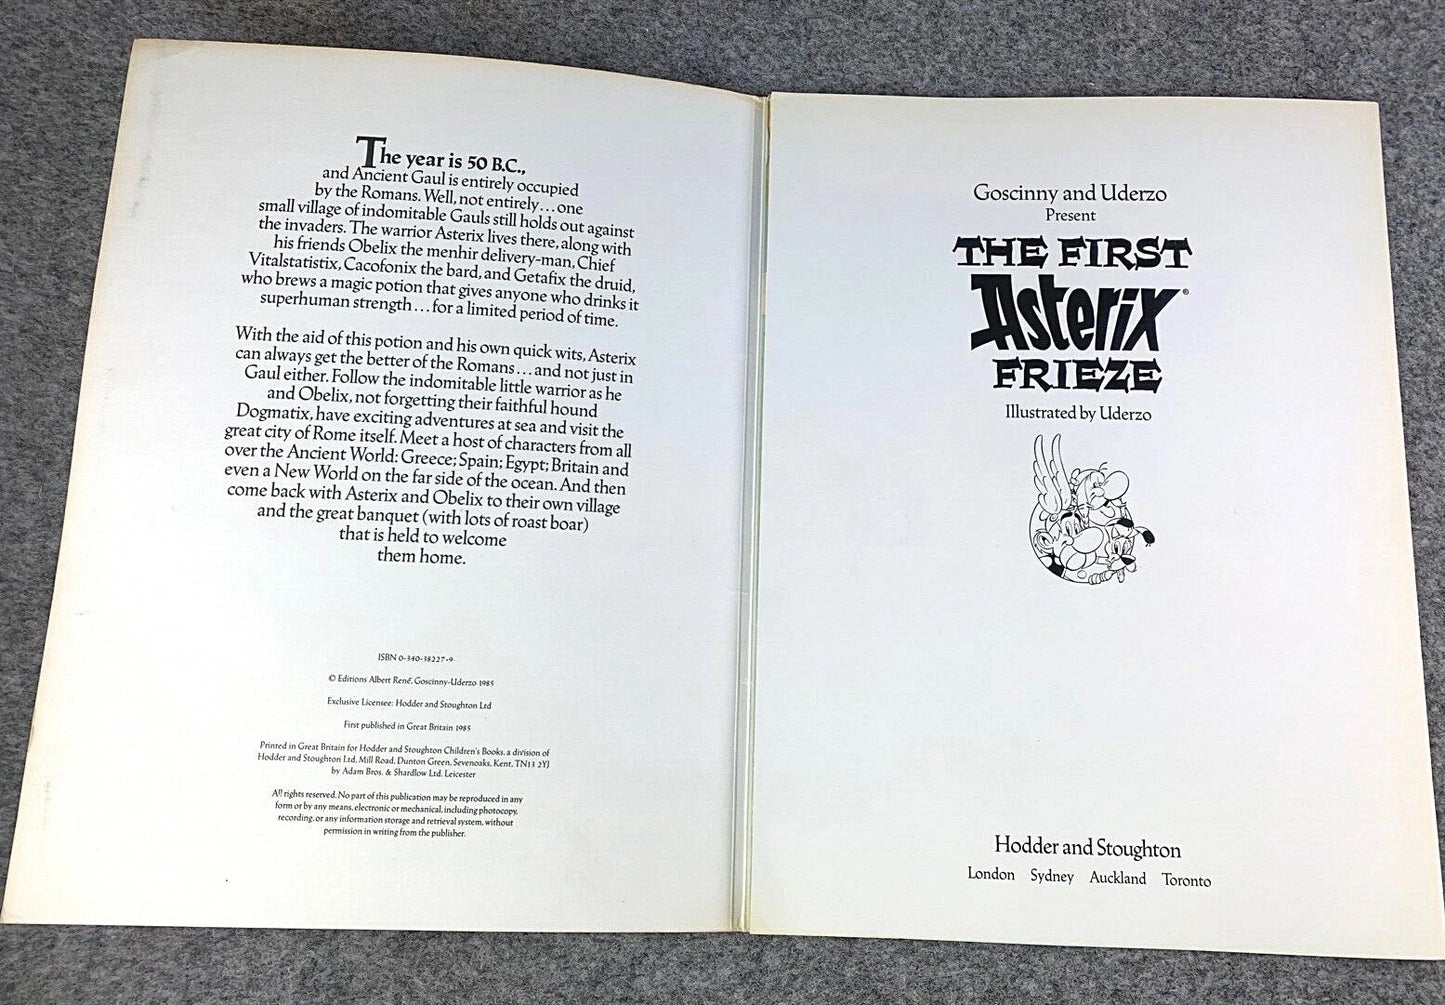 The year is 50 B.C.,
and Ancient Gaul is entirely occupied
by the Romans. Well, not entirely...one
small village of indomitable Gauls still holds out against
the invaders. The warrior Asterix lives there, along with
his friends Obelix the menhir delivery-man, Chief
Vitalstatistix, Cacofonix the bard, and Getafix the druid,
who brews a magic potion that gives anyone who drinks it
superhuman strength...for a limited period of time.
With the aid of this potion and his own quick wits, Asterix
can always get the better of the Romans...and not just in
Gaul either. Follow the indomitable little warrior as he
and Obelix, not forgetting their faithful hound
Dogmatix, have exciting adventures at sea and visit the
great city of Rome itself. Meet a host of characters from all
over the Ancient World: Greece; Spain; Egypt; Britain and
even a New World on the far side of the ocean. And then
come back with Asterix and Obelix to their own village
and the great banquet (with lots of roast boar)
that is held to welcome
them home.
ISBN 0-340-38227-9
© Editions Albert René, Goscinny-Uderzo 1985
Exclusive Licensee: Hodder and Stoughton Ltd
First published in Great Britain 1985
Printed in Great Britain for Hodder and Stoughton Children's Books, a division of
Hodder and Stoughton Ltd, Mill Road, Dunton Green, Sevenoaks, Kent, TN13 2YJ
by Adam Bros. & Shardlow Ltd. Leicester
All rights reserved. No part of this publication may be reproduced in any
form or by any means, electronic or mechanical, including photocopy,
recording, or any information storage and retrieval system, without
permission in writing from the publisher.
Goscinny and Uderzo
Present
THE FIRST
Asterix®
FRIEZE
Illustrated by Uderzo
Hodder and Stoughton
London Sydney Auckland Toronto